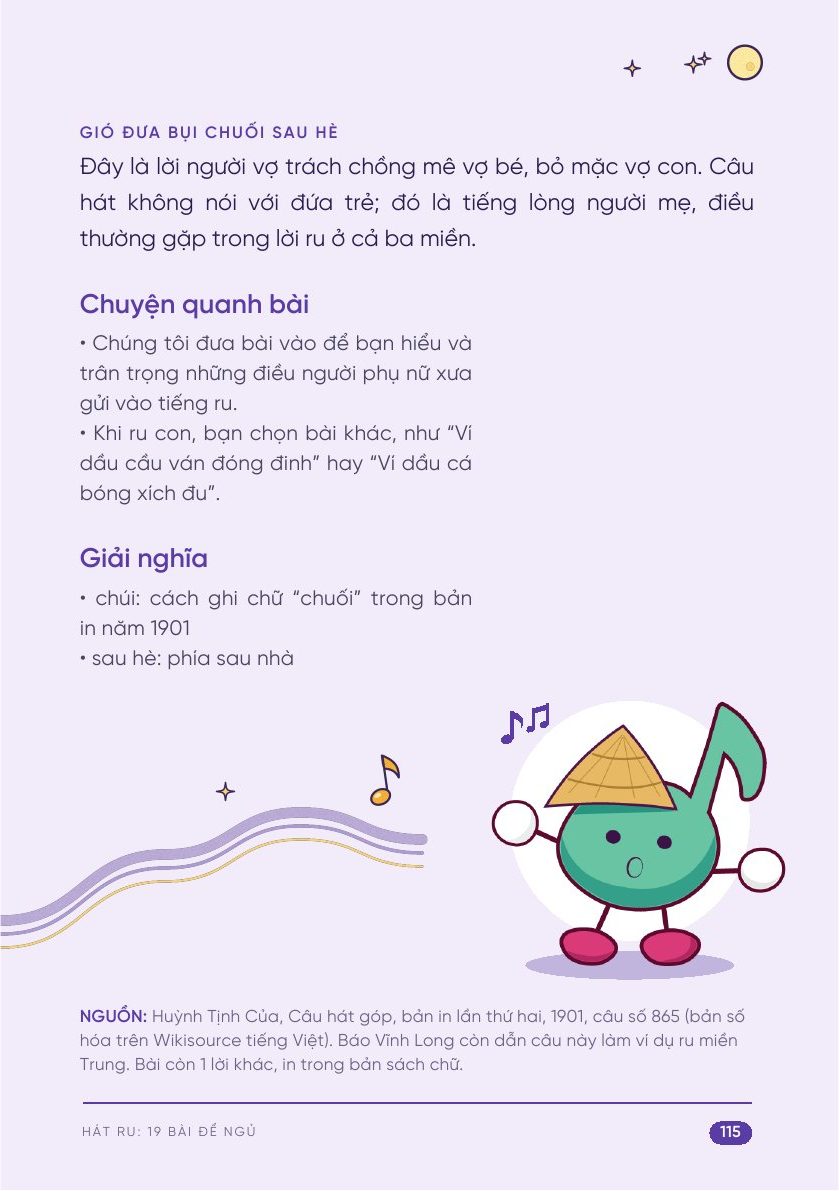 GIÓ ĐƯA BỤI CHUỐI SAU HÈ
Đây là lời người vợ trách chồng mê vợ bé, bỏ mặc vợ con. Câu
hát không nói với đứa trẻ; đó là tiếng lòng người mẹ, điều
thường gặp trong lời ru ở cả ba miền.
Chuyện quanh bài
• Chúng tôi đưa bài vào để bạn hiểu và
trân trọng những điều người phụ nữ xưa
gửi vào tiếng ru.
• Khi ru con, bạn chọn bài khác, như “Ví
dầu cầu ván đóng đinh” hay “Ví dầu cá
bóng xích đu”.
Giải nghĩa
• chúi: cách ghi chữ “chuối” trong bản
in năm 1901
• sau hè: phía sau nhà
NGUỒN: Huỳnh Tịnh Của, Câu hát góp, bản in lần thứ hai, 1901, câu số 865 (bản số
hóa trên Wikisource tiếng Việt). Báo Vĩnh Long còn dẫn câu này làm ví dụ ru miền
Trung. Bài còn 1 lời khác, in trong bản sách chữ.
HÁT RU: 19 BÀI ĐỂ NGỦ
115